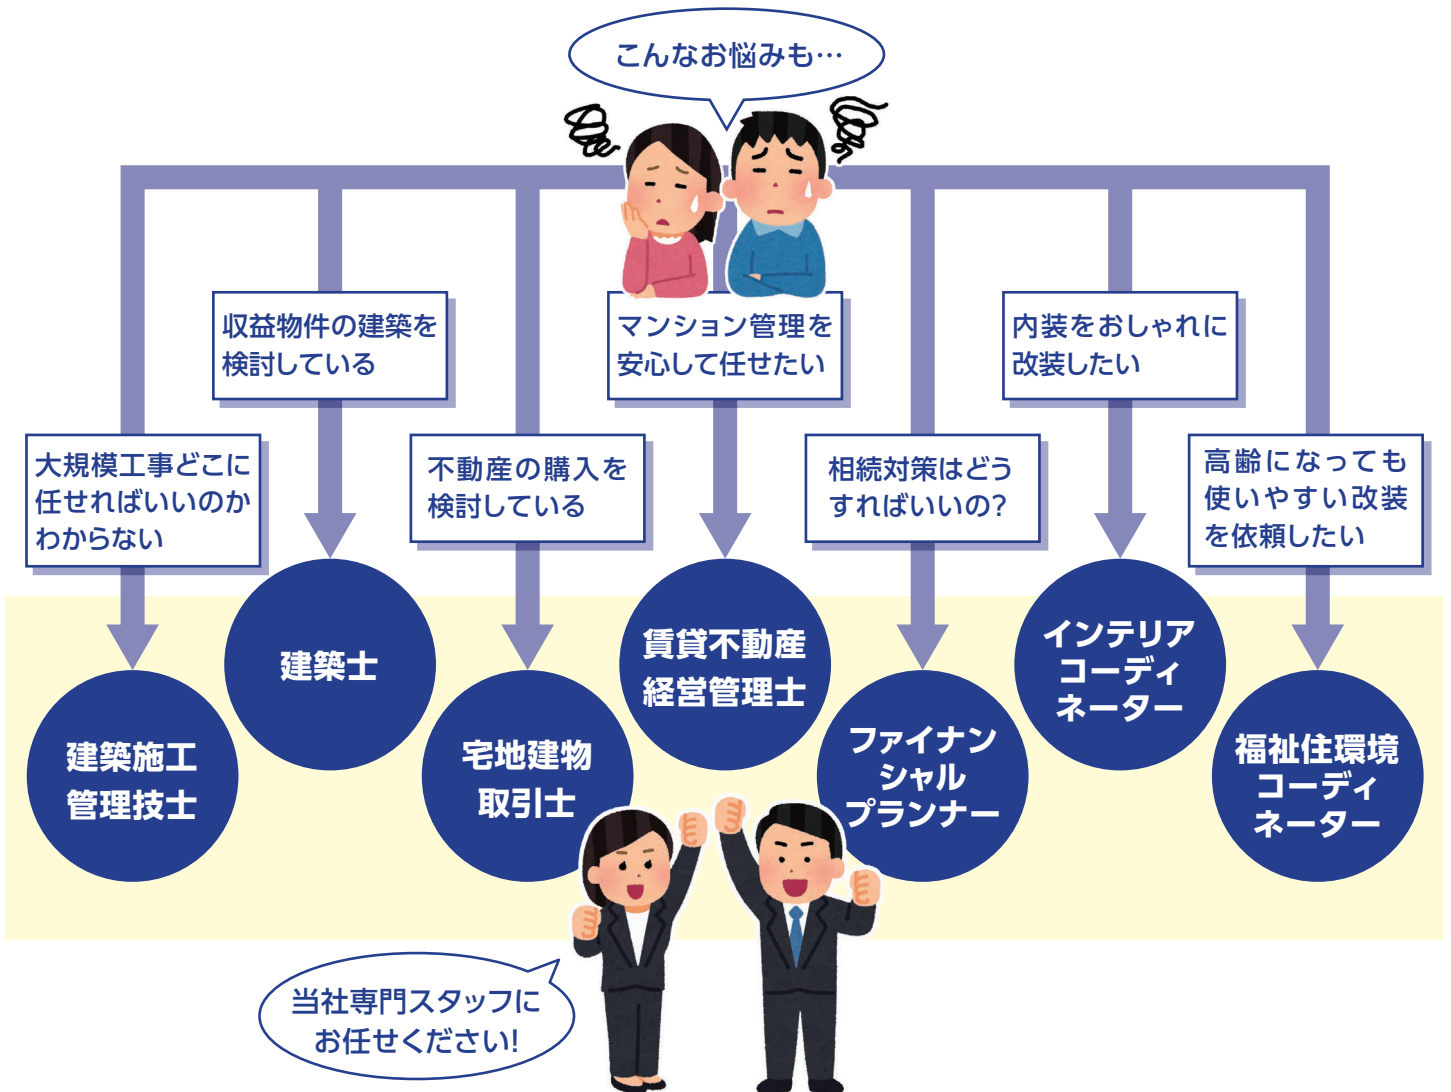 こんなお悩みも…
大規模工事どこに
任せればいいのか
わからない
収益物件の建築を
検討している
不動産の購入を
検討している
マンション管理を
安心して任せたい
相続対策はどう
すればいいの?
内装をおしゃれに
改装したい
高齢になっても
使いやすい改装
を依頼したい
建築施工
管理技士
建築士
宅地建物
取引士
賃貸不動産
経営管理士
ファイナン
シャル
プランナー
インテリア
コーディ
ネーター
福祉住環境
コーディ
ネーター
当社専門スタッフに
お任せください!